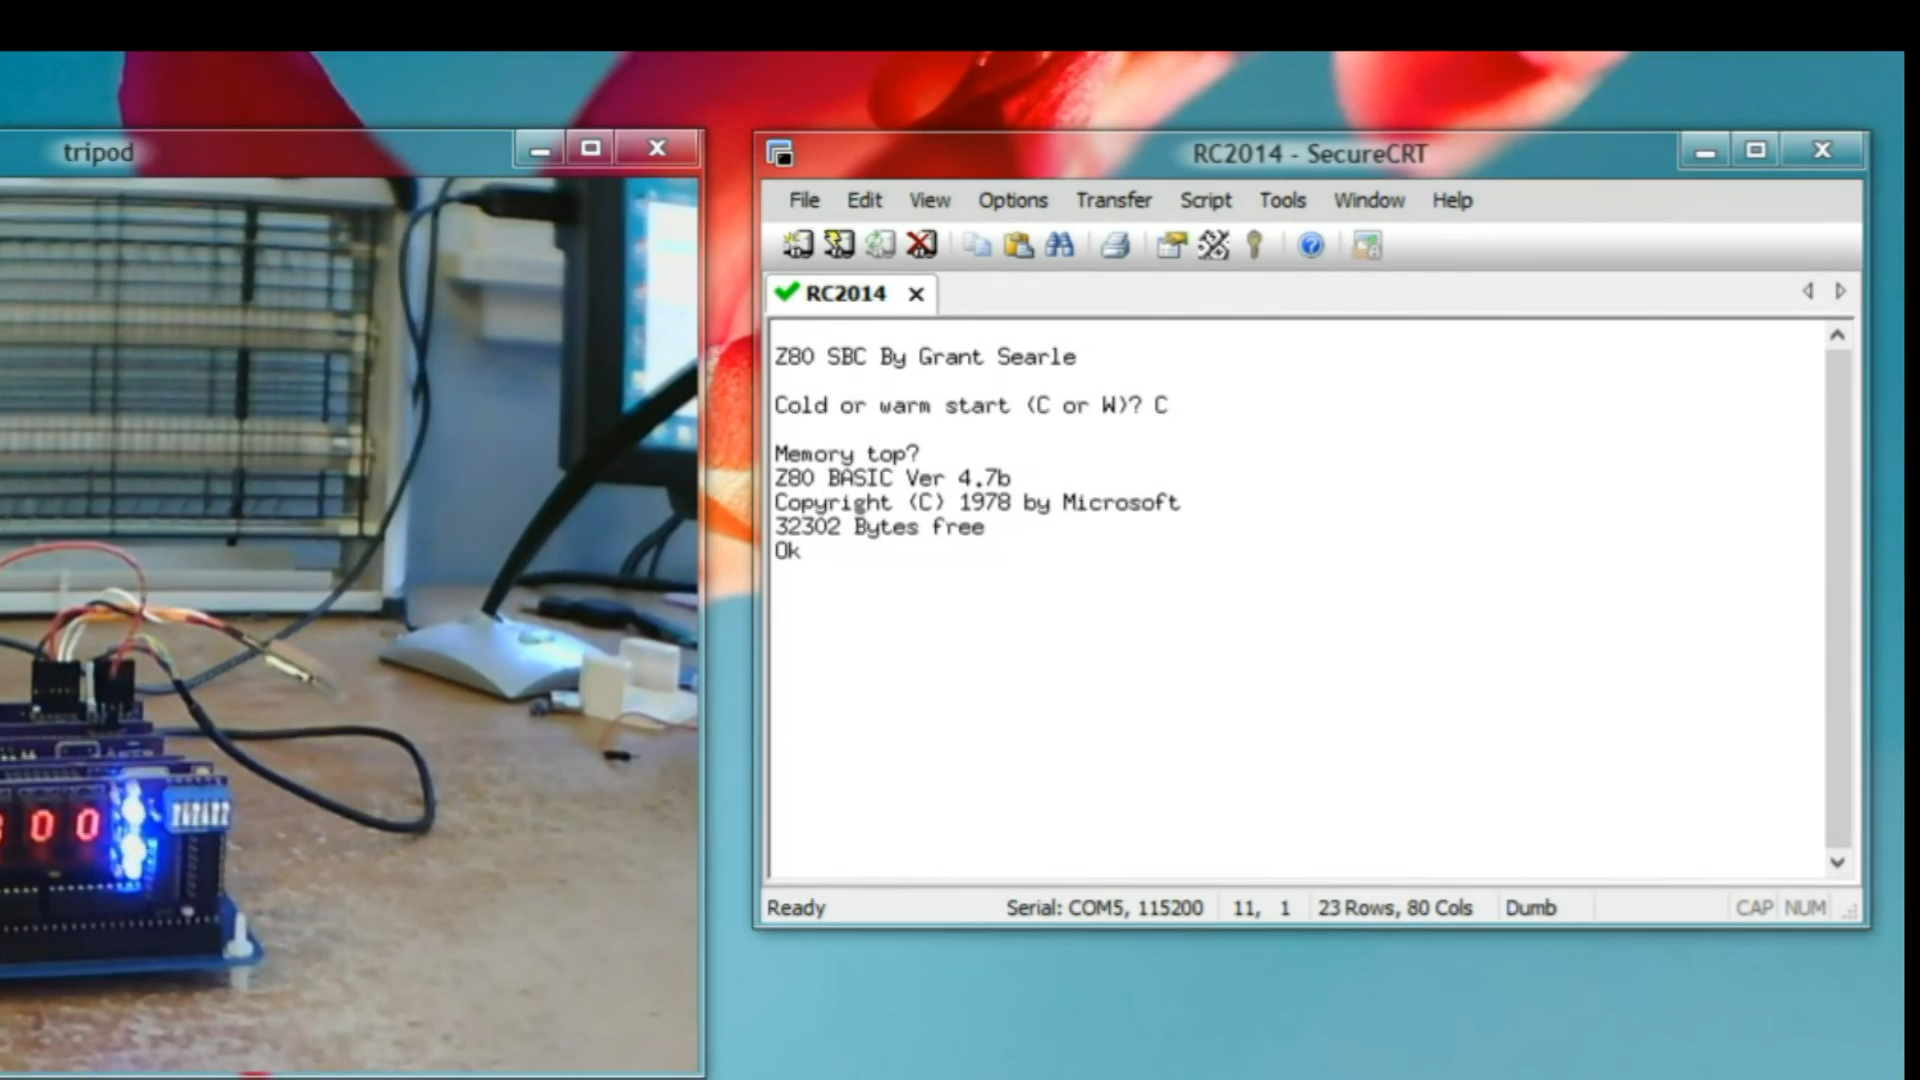 tripod
RC2014 - SecureCRT
File Edit View Options Transfer Script Tools Window Help
RC2014
Z80 SBC By Grant Searle
Cold or warm start (C or W)? C
Memory top?
Z80 BASIC Ver 4.7b
Copyright (C) 1978 by Microsoft
32302 Bytes free
Ok
Ready Serial: COM5, 115200 11, 1 23 Rows, 80 Cols Dumb CAP NUM
0 0